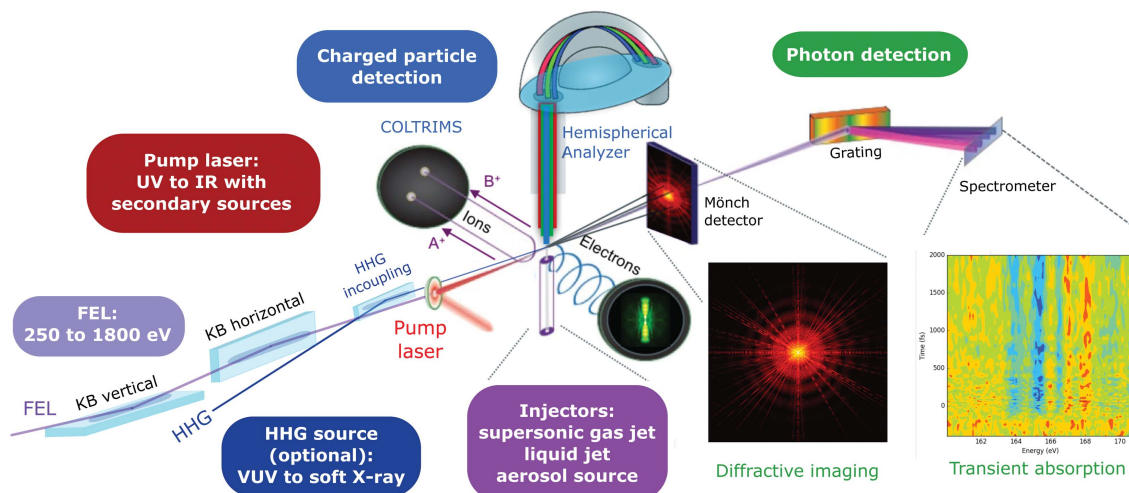 Charged particle
detection
Photon detection
COLTRIMS
Hemispherical
Analyzer
Grating
Spectrometer
Mönch
detector
Pump laser:
UV to IR with
secondary sources
B⁺
Ions
A⁺
Electrons
HHG
incoupling
KB horizontal
Pump
laser
FEL:
250 to 1800 eV
KB vertical
FEL
HHG
HHG source
(optional):
VUV to soft X-ray
Injectors:
supersonic gas jet
liquid jet
aerosol source
Diffractive imaging
2000
1500
1000
500
0
Time (fs)
162
164
166
168
170
Energy (eV)
Transient absorption